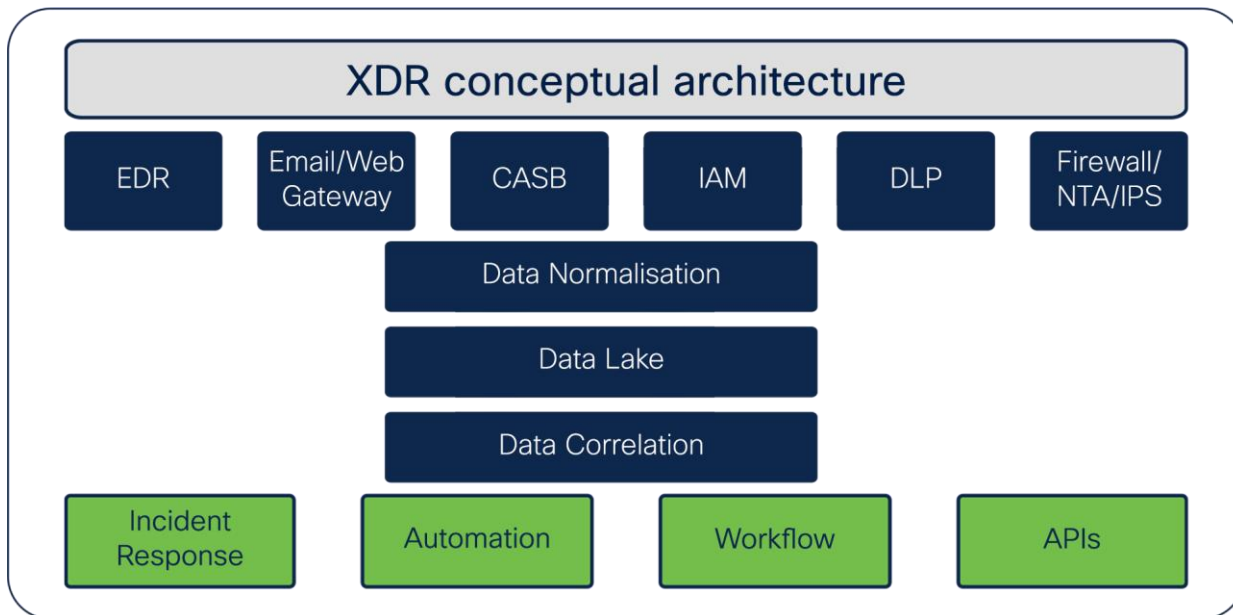 XDR conceptual architecture
EDR
Email/Web
Gateway
CASB
IAM
DLP
Firewall/
NTA/IPS
Data Normalisation
Data Lake
Data Correlation
Incident
Response
Automation
Workflow
APIs